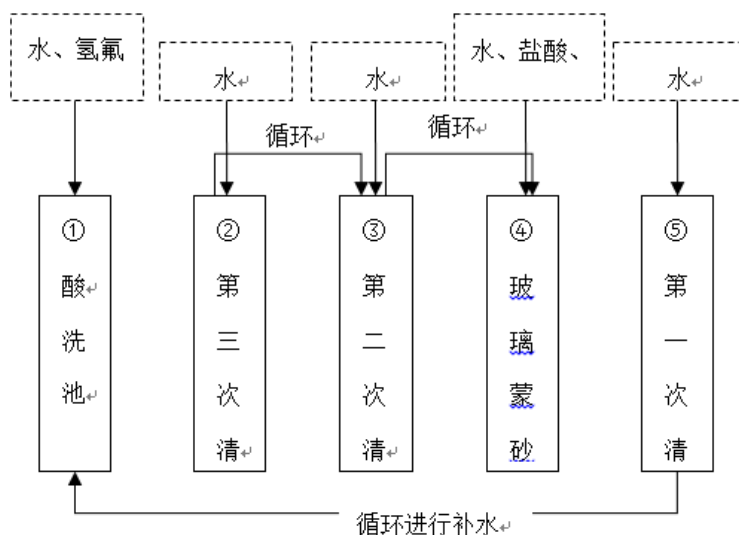 水、氢氟
水
水
水、盐酸、
水
循环
循环
①
酸
洗
池
②
第
三
次
清
③
第
二
次
清
④
玻
璃
蒙
砂
⑤
第
一
次
清
循环进行补水